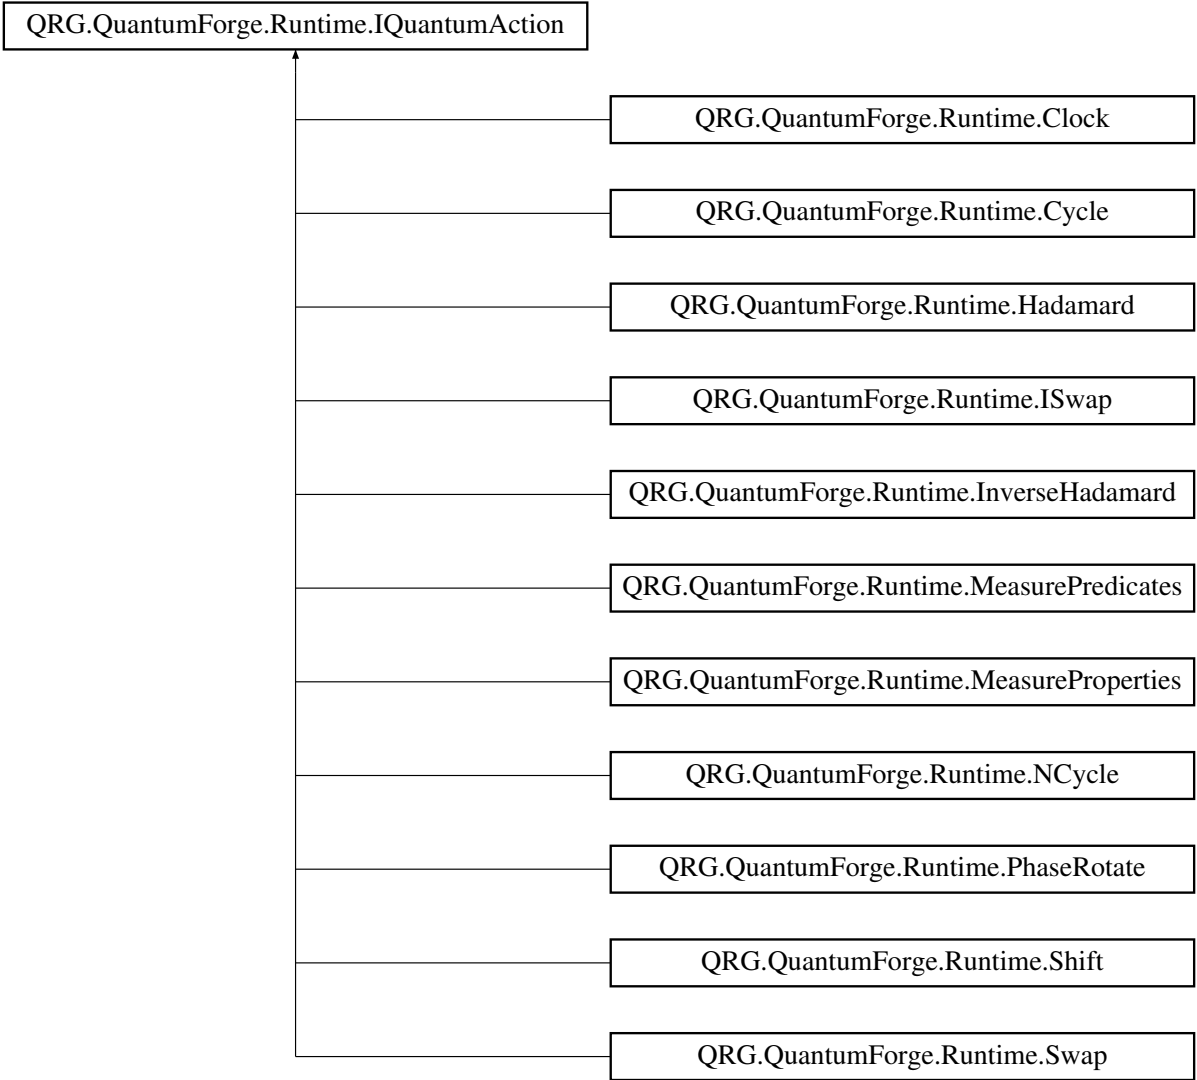 QRG.QuantumForge.Runtime.IQuantumAction
QRG.QuantumForge.Runtime.Clock
QRG.QuantumForge.Runtime.Cycle
QRG.QuantumForge.Runtime.Hadamard
QRG.QuantumForge.Runtime.ISwap
QRG.QuantumForge.Runtime.InverseHadamard
QRG.QuantumForge.Runtime.MeasurePredicates
QRG.QuantumForge.Runtime.MeasureProperties
QRG.QuantumForge.Runtime.NCycle
QRG.QuantumForge.Runtime.PhaseRotate
QRG.QuantumForge.Runtime.Shift
QRG.QuantumForge.Runtime.Swap